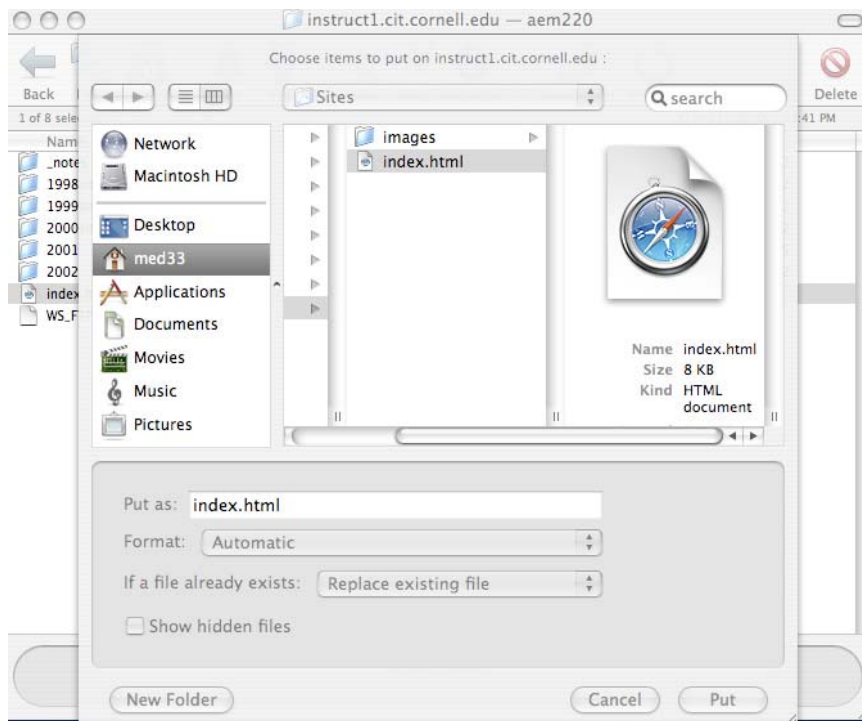 instruct1.cit.cornell.edu — aem220
Choose items to put on instruct1.cit.cornell.edu :
Back
Delete
Sites
search
1 of 8 sele
:41 PM
Nam
_note
1998
1999
2000
2001
2002
index
WS_F
Network
Macintosh HD
Desktop
med33
Applications
Documents
Movies
Music
Pictures
images
index.html
Name index.html
Size 8 KB
Kind HTML
document
Put as: index.html
Format: Automatic
If a file already exists: Replace existing file
Show hidden files
New Folder
Cancel
Put